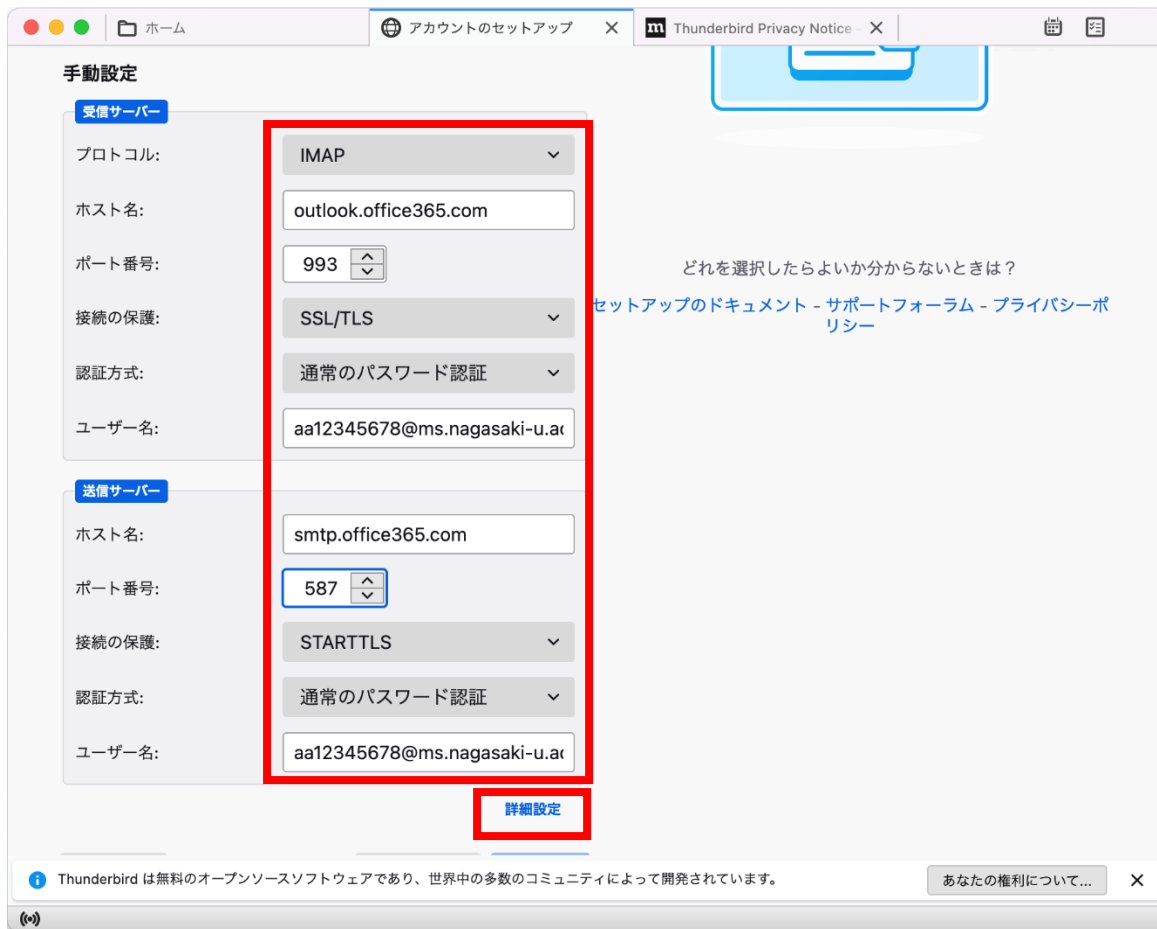 ホーム
アカウントのセットアップ
Thunderbird Privacy Notice -
手動設定
受信サーバー
プロトコル:
IMAP
ホスト名:
outlook.office365.com
ポート番号:
993
接続の保護:
SSL/TLS
認証方式:
通常のパスワード認証
ユーザー名:
aa12345678@ms.nagasaki-u.ac
送信サーバー
ホスト名:
smtp.office365.com
ポート番号:
587
接続の保護:
STARTTLS
認証方式:
通常のパスワード認証
ユーザー名:
aa12345678@ms.nagasaki-u.ac
詳細設定
どれを選択したらよいか分からないときは？
セットアップのドキュメント - サポートフォーラム - プライバシーポ
リシー
Thunderbird は無料のオープンソースソフトウェアであり、世界中の多数のコミュニティによって開発されています。
あなたの権利について...